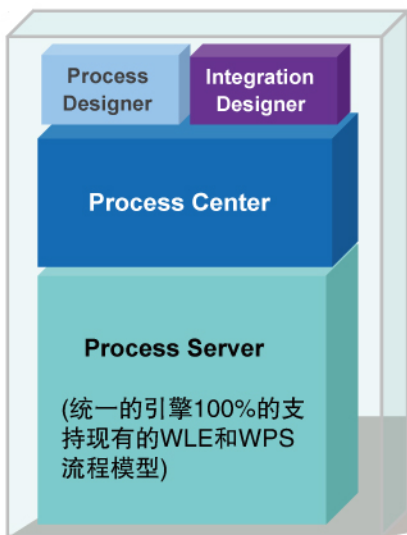 Process
Designer
Integration
Designer
Process Center
Process Server
(统一的引擎100%的支
持现有的WLE和WPS
流程模型)